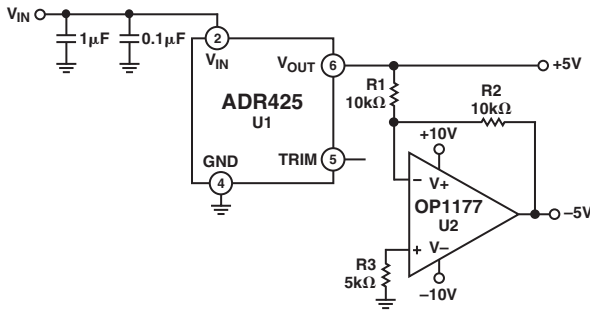 VIN
1µF
0.1µF
2
VIN
VOUT
6
+5V
ADR425
U1
R1
10kΩ
R2
10kΩ
+10V
GND
TRIM
5
4
–
V+
OP1177
U2
–5V
+
V–
R3
5kΩ
–10V